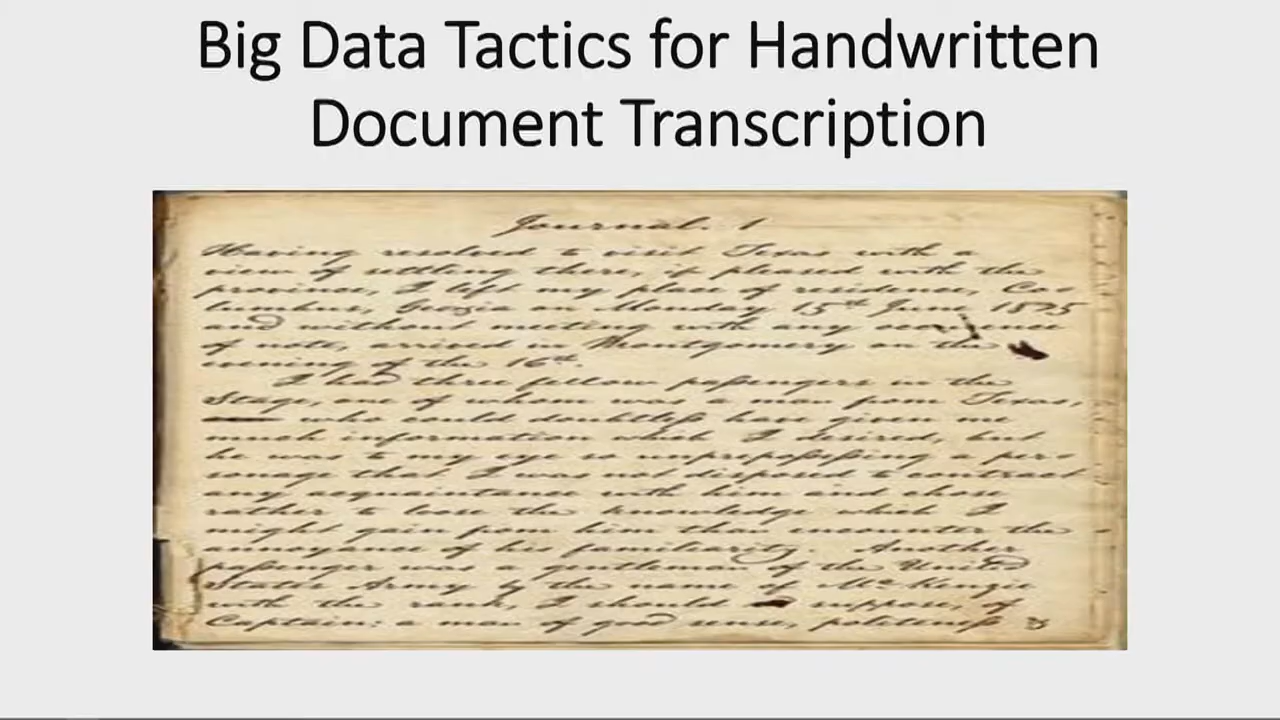 Big Data Tactics for Handwritten
Document Transcription
Journal. 1
Having resolved to visit Texas with a
view of settling there, if pleased with the
province, I left my place of residence, Co=
lumbus, Georgia on Monday 15th June 1835
and without meeting with any occurrence
of note, arrived in Montgomery on the
evening of the 16th.
I had three fellow passengers in the
Stage, one of whom was a man from Texas,
who could doubtless have given me
much information which I desired, but
he was to my eye so unprepossessing a per=
sonage that I was not disposed to contract
any acquaintance with him and chose
rather to loose the knowledge which I
might gain from him than encounter the
annoyance of his familiarity. Another
passenger was a gentleman of the United
States Army by the name of McKenzie
with the rank, I should suppose, of
Captain: a man of good sense, politeness &